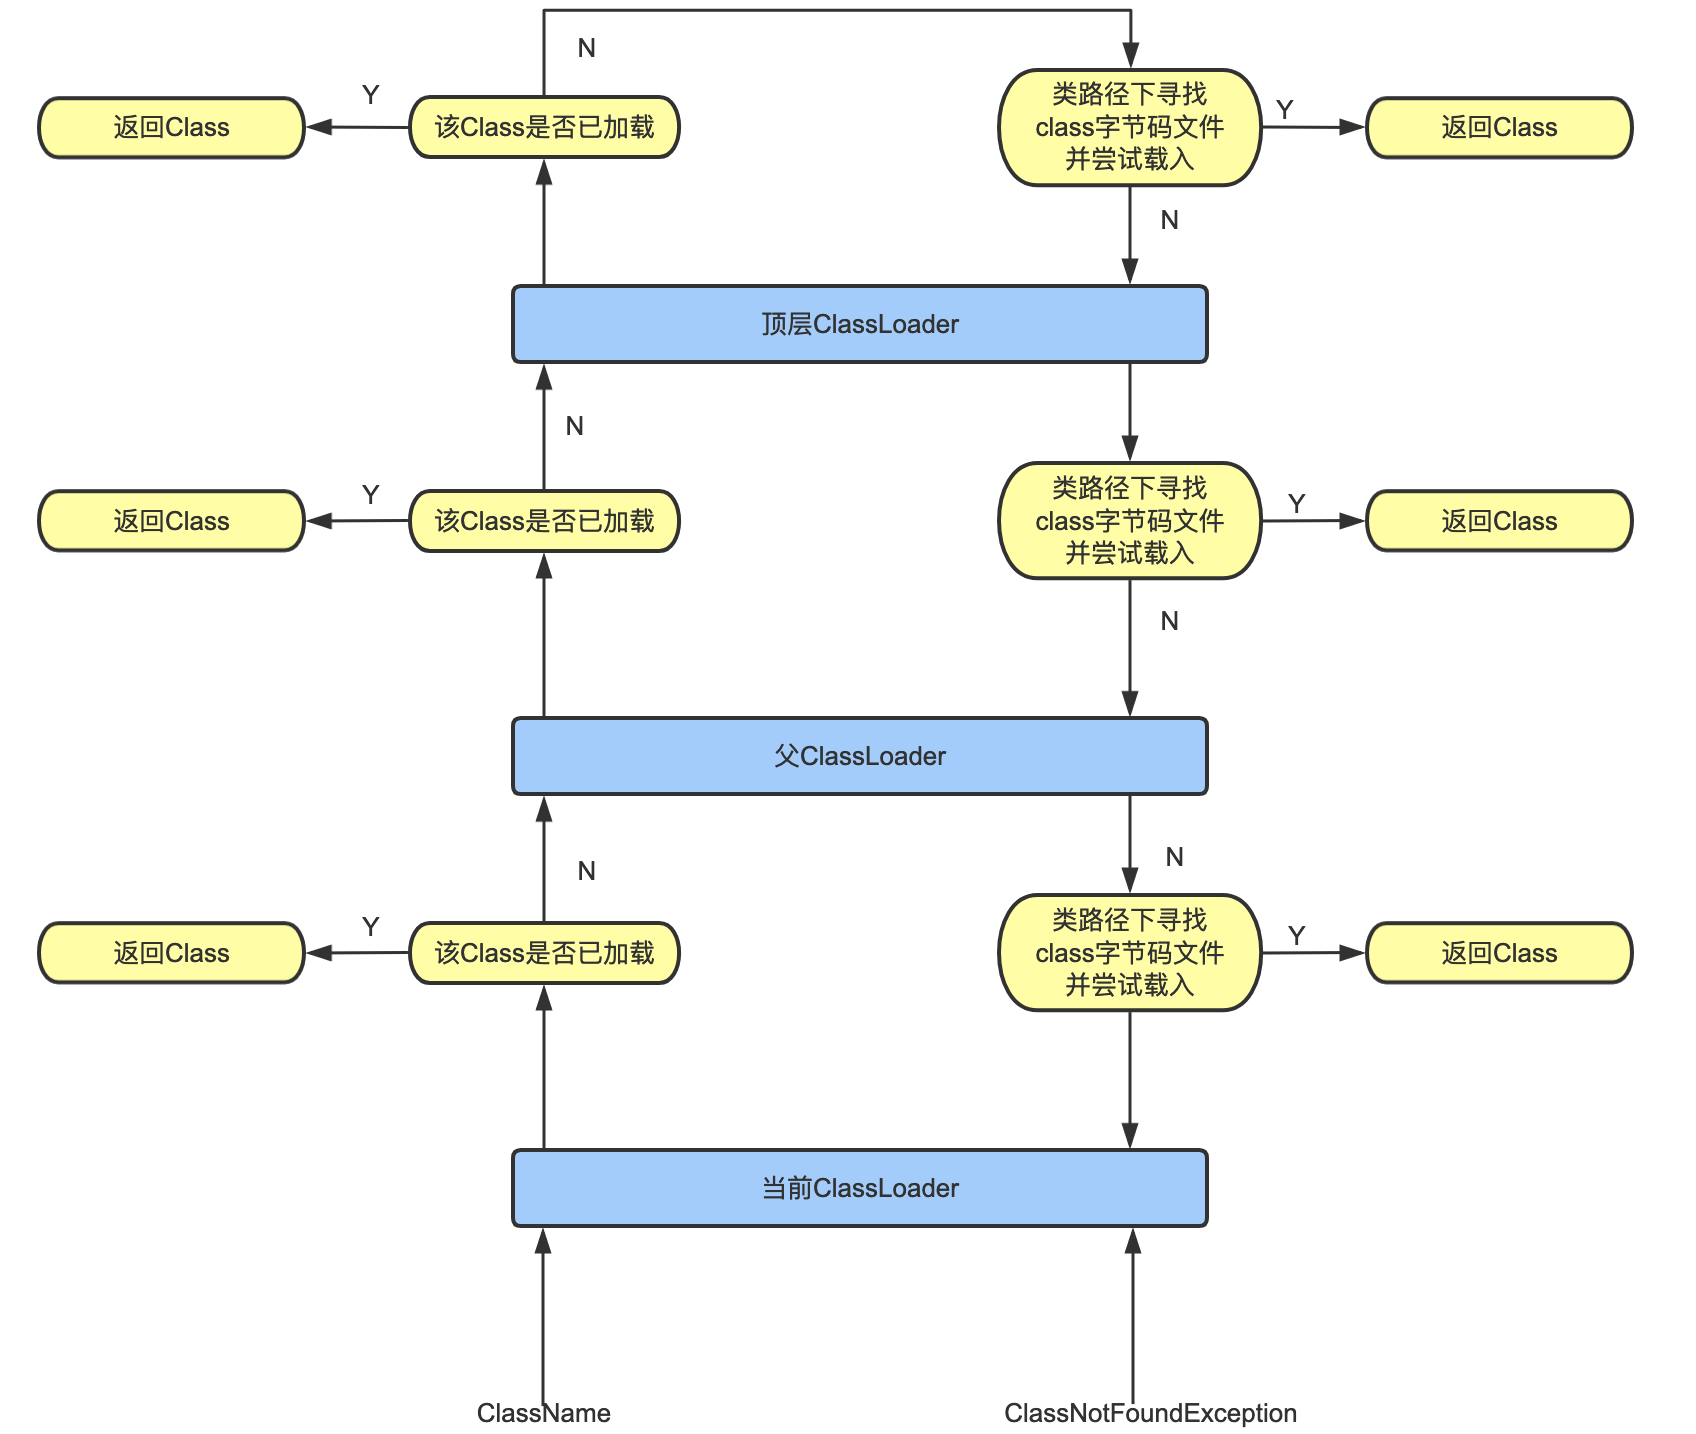 N
Y
Y
返回Class
该Class是否已加载
类路径下寻找
class字节码文件
并尝试载入
返回Class
N
顶层ClassLoader
N
Y
Y
返回Class
该Class是否已加载
类路径下寻找
class字节码文件
并尝试载入
返回Class
N
父ClassLoader
N
N
Y
Y
返回Class
该Class是否已加载
类路径下寻找
class字节码文件
并尝试载入
返回Class
当前ClassLoader
ClassName
ClassNotFoundException